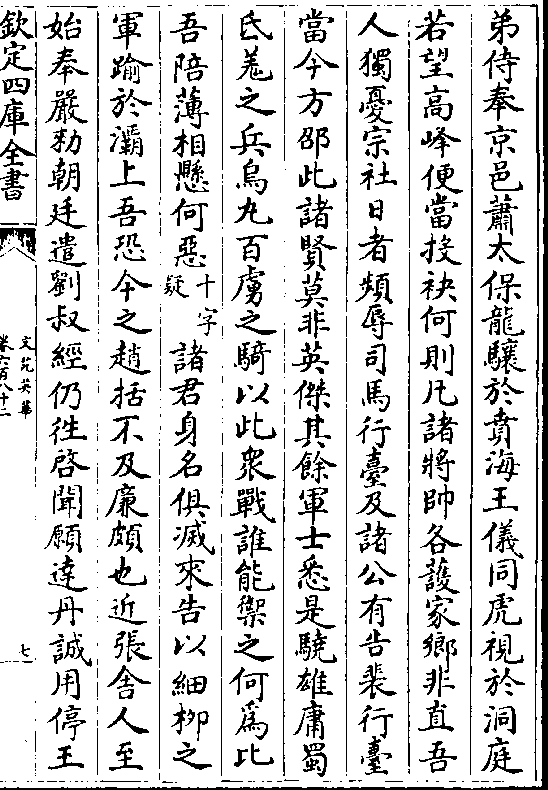 弟侍奉京邑蕭太保龍驤於賁海王儀同虎視於洞庭
若望高峰便當投袂何則凡諸將帥各護家鄉非直吾
人獨憂宗社日者頻辱司馬行臺及諸公有告裴行臺
當今方邵此諸賢莫非英傑其餘軍士悉是驍雄庸蜀
氐羗之兵烏丸百虜之騎以此衆戰誰能禦之何爲比
吾陪薄相懸何惡十字疑諸君身名俱滅來告以細柳之
軍踰於灞上吾恐今之趙括不及廉頗也近張舍人至
始奉嚴勑朝廷遣劉叔經仍徃啓聞願達丹誠用停王
欽定四庫全書
文苑英華
卷六百八十二
七